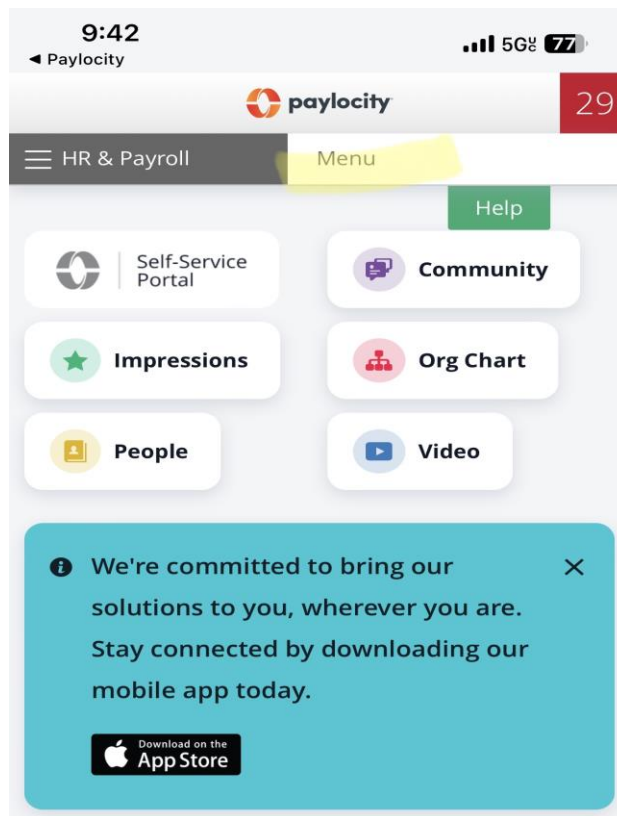 9:42
◀ Paylocity
5G 77
paylocity
29
HR & Payroll
Menu
Help
Self-Service
Portal
Community
Impressions
Org Chart
People
Video
We're committed to bring our
solutions to you, wherever you are.
Stay connected by downloading our
mobile app today.
Download on the
App Store